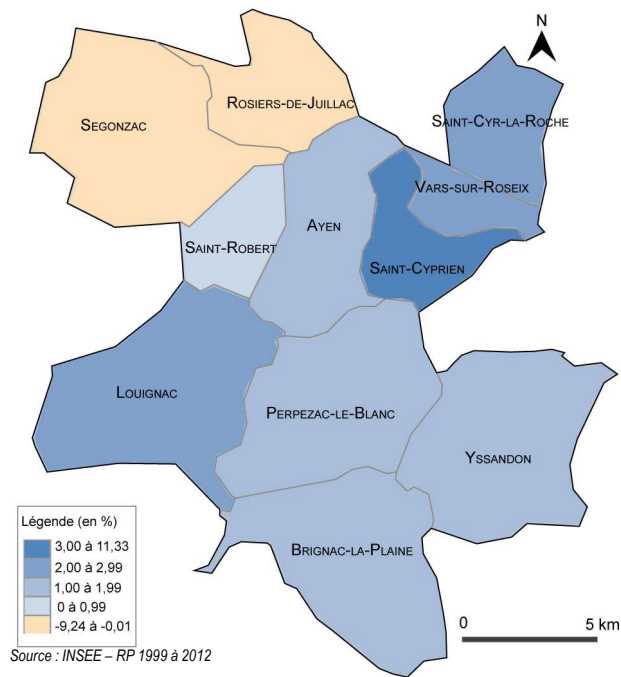 N
ROSIERS-DE-JUILLAC
SEGONZAC
SAINT-CYR-LA-ROCHE
VARS-SUR-ROSEIX
AYEN
SAINT-ROBERT
SAINT-CYPRIEN
LOUIGNAC
PERPEZAC-LE-BLANC
YSSANDON
BRIGNAC-LA-PLAINE
Légende (en %)
3,00 à 11,33
2,00 à 2,99
1,00 à 1,99
0 à 0,99
-9,24 à -0,01
0 5 km
Source : INSEE – RP 1999 à 2012